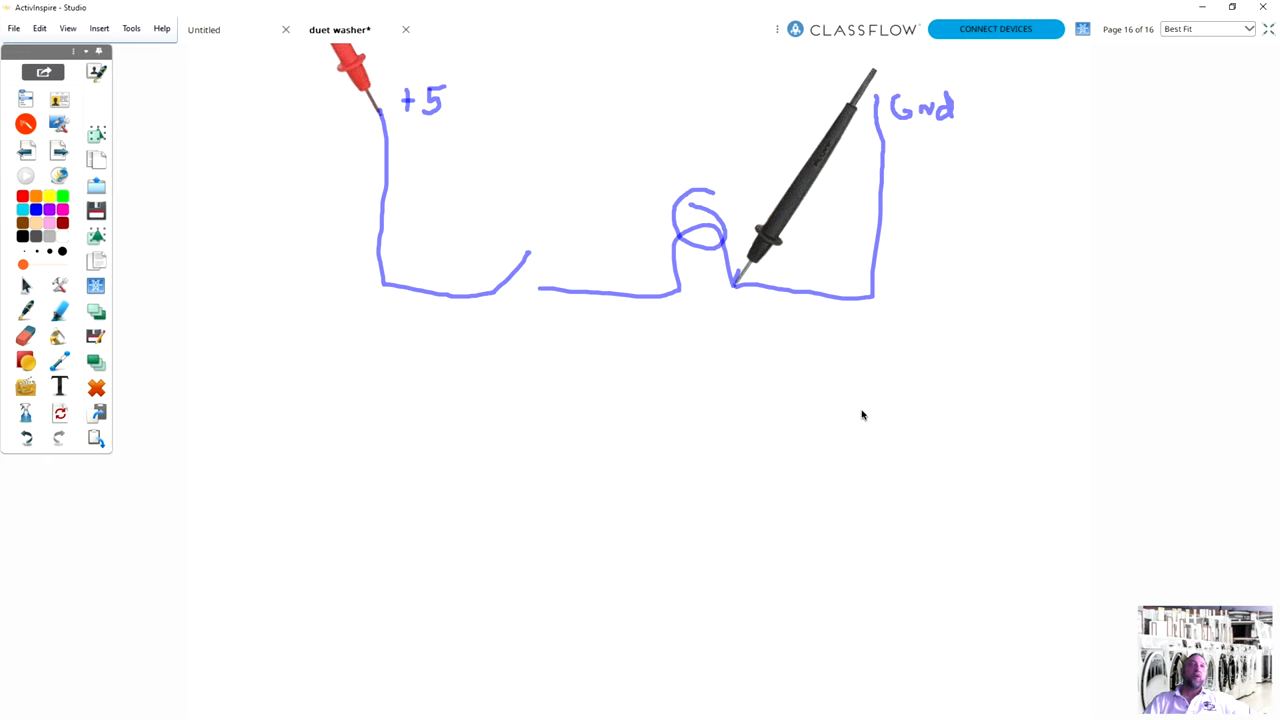 ActivInspire - Studio
File Edit View Insert Tools Help
Untitled
duet washer*
CLASSFLOW
CONNECT DEVICES
Page 16 of 16
Best Fit
+5
Gnd
T